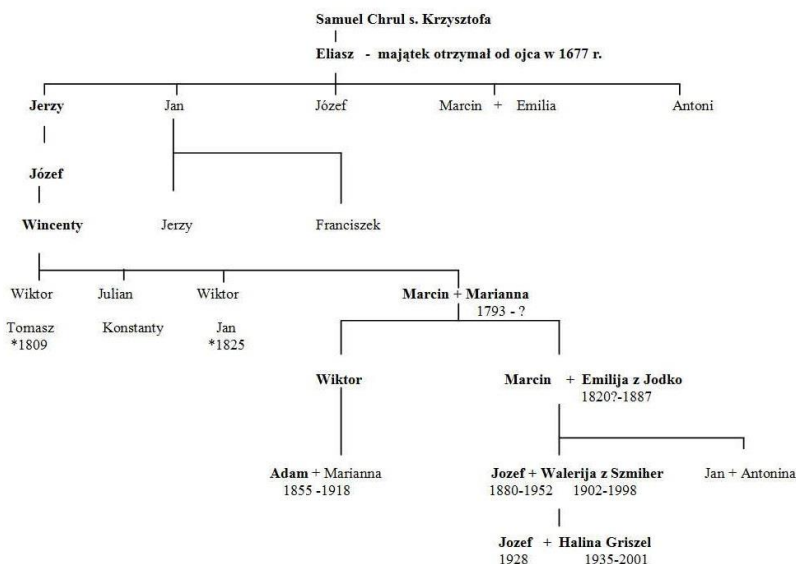 Samuel Chrul s. Krzysztofa
Eliasz - majątek otrzymał od ojca w 1677 r.
Jerzy Jan Józef Marcin + Emilia Antoni
Józef
Wincenty Jerzy Franciszek
Wiktor Julian Wiktor Marcin + Marianna
1793 - ?
Tomasz Konstanty Jan
*1809 *1825
Wiktor Marcin + Emilija z Jodko
1820?-1887
Adam + Marianna Jozef + Walerija z Szmiher Jan + Antonina
1855 -1918 1880-1952 1902-1998
Jozef + Halina Griszel
1928 1935-2001